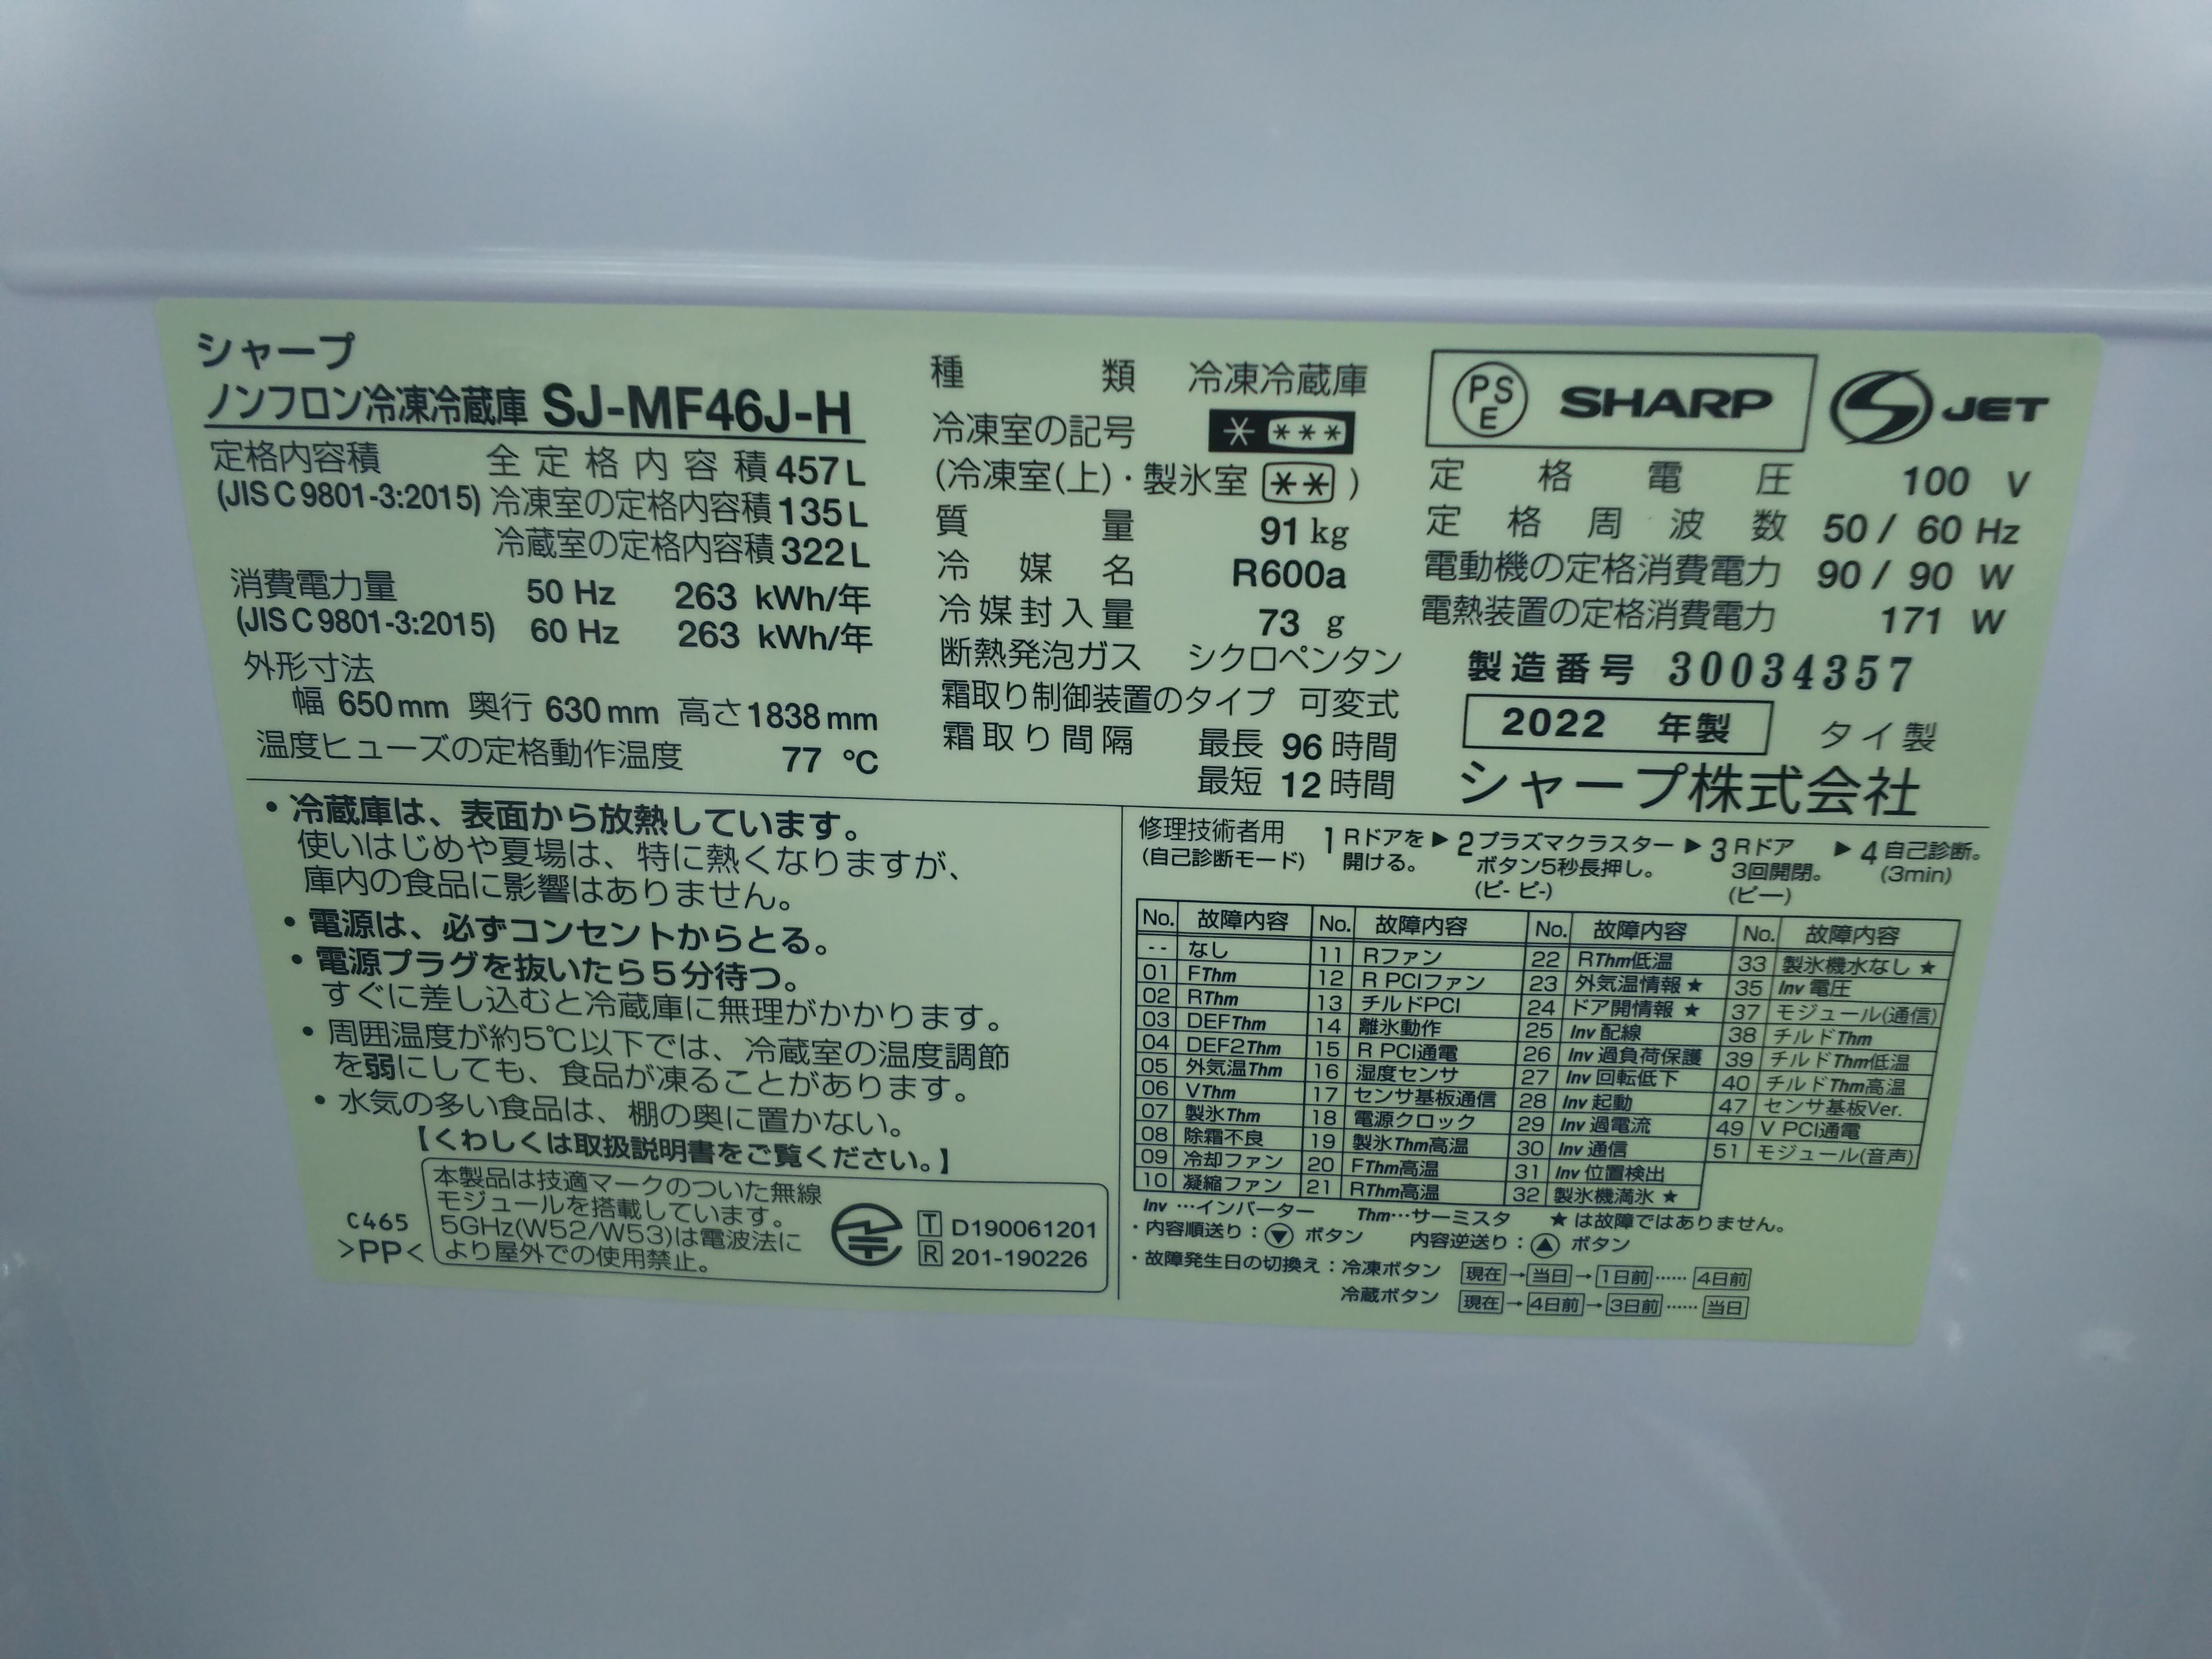 シャープ
ノンフロン冷凍冷蔵庫 SJ-MF46J-H
定格内容積 全定格内容積 457L
(JIS C 9801-3:2015) 冷凍室の定格内容積 135L
冷蔵室の定格内容積 322L
消費電力量 50 Hz 263 kWh/年
(JIS C 9801-3:2015) 60 Hz 263 kWh/年
外形寸法
幅 650mm 奥行 630mm 高さ1838mm
温度ヒューズの定格動作温度 77 ℃
種類 冷凍冷蔵庫
冷凍室の記号 * ***
(冷凍室(上)・製氷室 ** )
質量 91 kg
冷媒名 R600a
冷媒封入量 73 g
断熱発泡ガス シクロペンタン
霜取り制御装置のタイプ 可変式
霜取り間隔 最長 96 時間
最短 12 時間
PSE SHARP S JET
定格電圧 100 V
定格周波数 50 / 60 Hz
電動機の定格消費電力 90 / 90 W
電熱装置の定格消費電力 171 W
製造番号 30034357
2022 年製 タイ製
シャープ株式会社
・冷蔵庫は、表面から放熱しています。
使いはじめや夏場は、特に熱くなりますが、
庫内の食品に影響はありません。
・電源は、必ずコンセントからとる。
・電源プラグを抜いたら5分待つ。
すぐに差し込むと冷蔵庫に無理がかかります。
・周囲温度が約5℃以下では、冷蔵室の温度調節
を弱にしても、食品が凍ることがあります。
・水気の多い食品は、棚の奥に置かない。
【くわしくは取扱説明書をご覧ください。】
C465
>PP<
本製品は技適マークのついた無線
モジュールを搭載しています。
5GHz(W52/W53)は電波法に
より屋外での使用禁止。
T D190061201
R 201-190226
修理技術者用 1 Rドアを ▶ 2 プラズマクラスター ▶ 3 Rドア ▶ 4 自己診断。
(自己診断モード) 開ける。 ボタン5秒長押し。 3回開閉。 (3min)
(ピ- ピ-) (ピー)
No. 故障内容 No. 故障内容 No. 故障内容 No. 故障内容
-- なし 11 Rファン 22 RThm低温 33 製氷機水なし ★
01 FThm 12 R PCIファン 23 外気温情報 ★ 35 Inv 電圧
02 RThm 13 チルドPCI 24 ドア開情報 ★ 37 モジュール(通信)
03 DEFThm 14 離氷動作 25 Inv 配線 38 チルドThm
04 DEF2Thm 15 R PCI通電 26 Inv 過負荷保護 39 チルドThm低温
05 外気温Thm 16 湿度センサ 27 Inv 回転低下 40 チルドThm高温
06 VThm 17 センサ基板通信 28 Inv 起動 47 センサ基板Ver.
07 製氷Thm 18 電源クロック 29 Inv 過電流 49 V PCI通電
08 除霜不良 19 製氷Thm高温 30 Inv 通信 51 モジュール(音声)
09 冷却ファン 20 FThm高温 31 Inv 位置検出
10 凝縮ファン 21 RThm高温 32 製氷機満氷 ★
Inv …インバーター Thm…サーミスタ ★は故障ではありません。
・内容順送り：▼ ボタン 内容逆送り：▲ ボタン
・故障発生日の切換え：冷凍ボタン 現在→当日→1日前……4日前
冷蔵ボタン 現在→4日前→3日前……当日